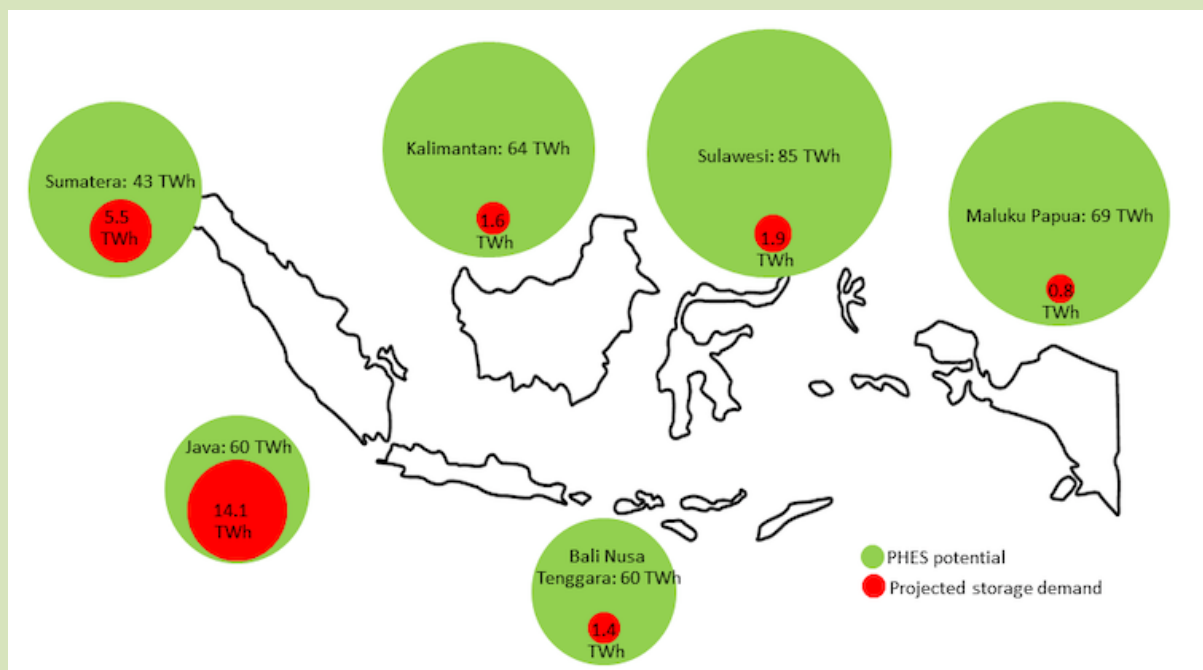 Sumatera: 43 TWh
5.5
TWh
Kalimantan: 64 TWh
1.6
TWh
Sulawesi: 85 TWh
1.9
TWh
Maluku Papua: 69 TWh
0.8
TWh
Java: 60 TWh
14.1
TWh
Bali Nusa
Tenggara: 60 TWh
1.4
TWh
PHES potential
Projected storage demand